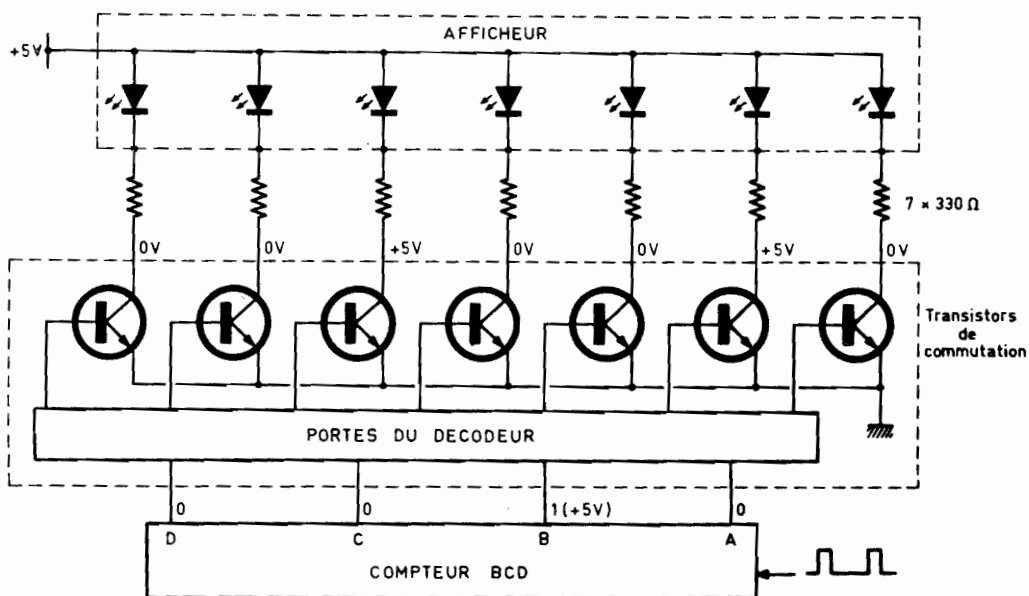 AFFICHEUR
+5V
7 × 330 Ω
0V 0V +5V 0V 0V +5V 0V
Transistors
de
commutation
PORTES DU DECODEUR
0 0 1(+5V) 0
D C B A
COMPTEUR BCD